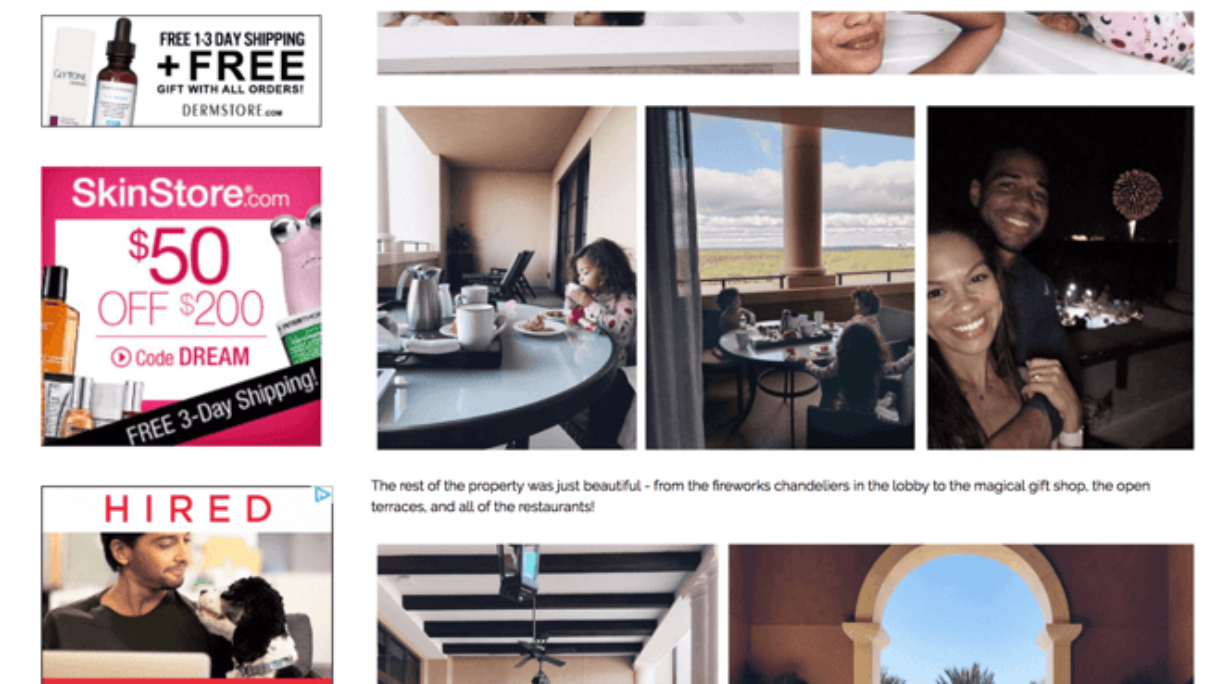 FREE 1-3 DAY SHIPPING
+ FREE
GIFT WITH ALL ORDERS!
DERMSTORE.COM
GLYTONE
SkinStore.com
$50
OFF $200
Code DREAM
FREE 3-Day Shipping!
HIRED
The rest of the property was just beautiful - from the fireworks chandeliers in the lobby to the magical gift shop, the open
terraces, and all of the restaurants!